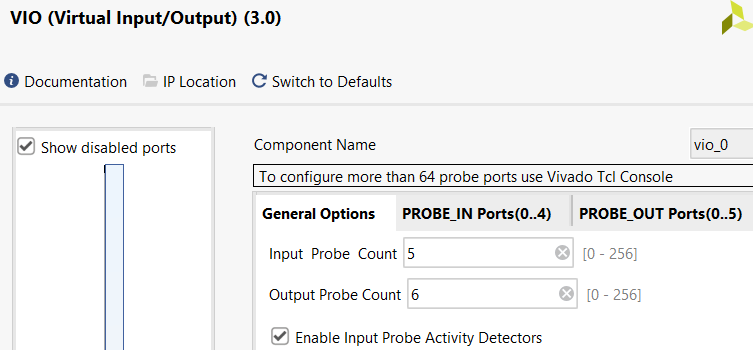 VIO (Virtual Input/Output) (3.0)
Documentation IP Location Switch to Defaults
Show disabled ports
Component Name vio_0
To configure more than 64 probe ports use Vivado Tcl Console
General Options PROBE_IN Ports(0..4) PROBE_OUT Ports(0..5)
Input Probe Count 5 [0 - 256]
Output Probe Count 6 [0 - 256]
Enable Input Probe Activity Detectors